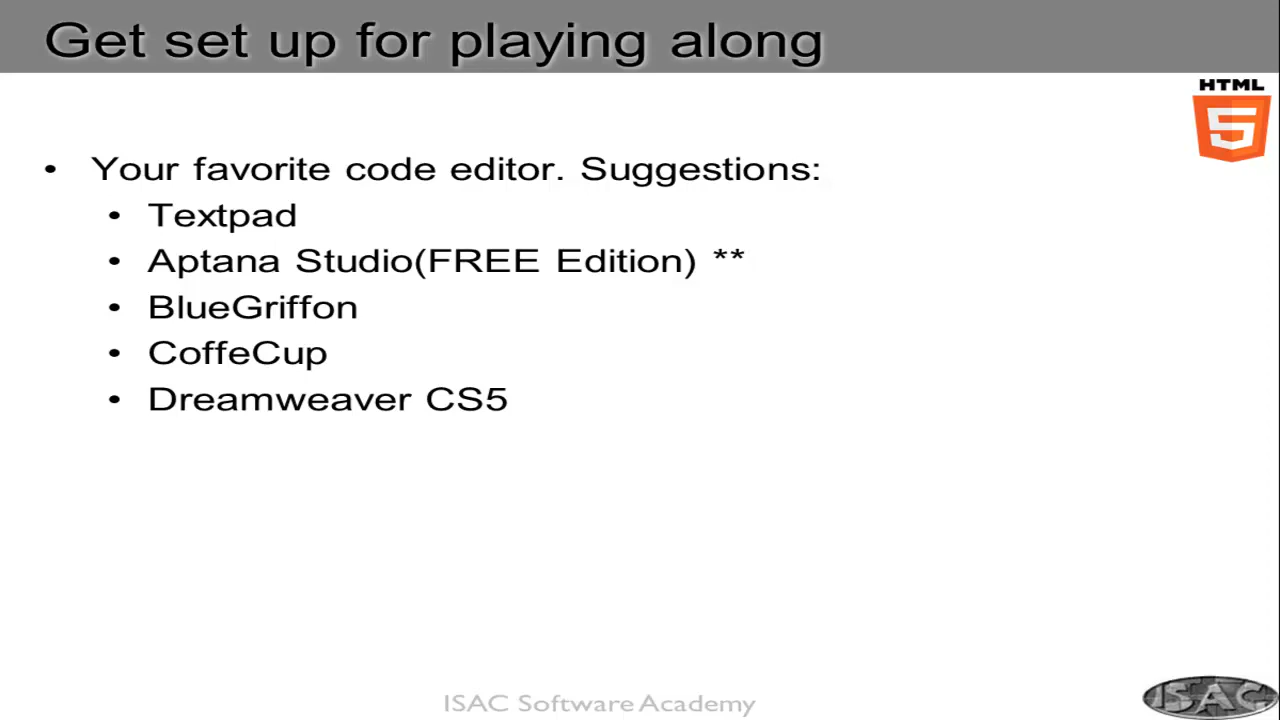 Get set up for playing along
HTML
5
• Your favorite code editor. Suggestions:
• Textpad
• Aptana Studio(FREE Edition) **
• BlueGriffon
• CoffeCup
• Dreamweaver CS5
ISAC Software Academy
ISAC